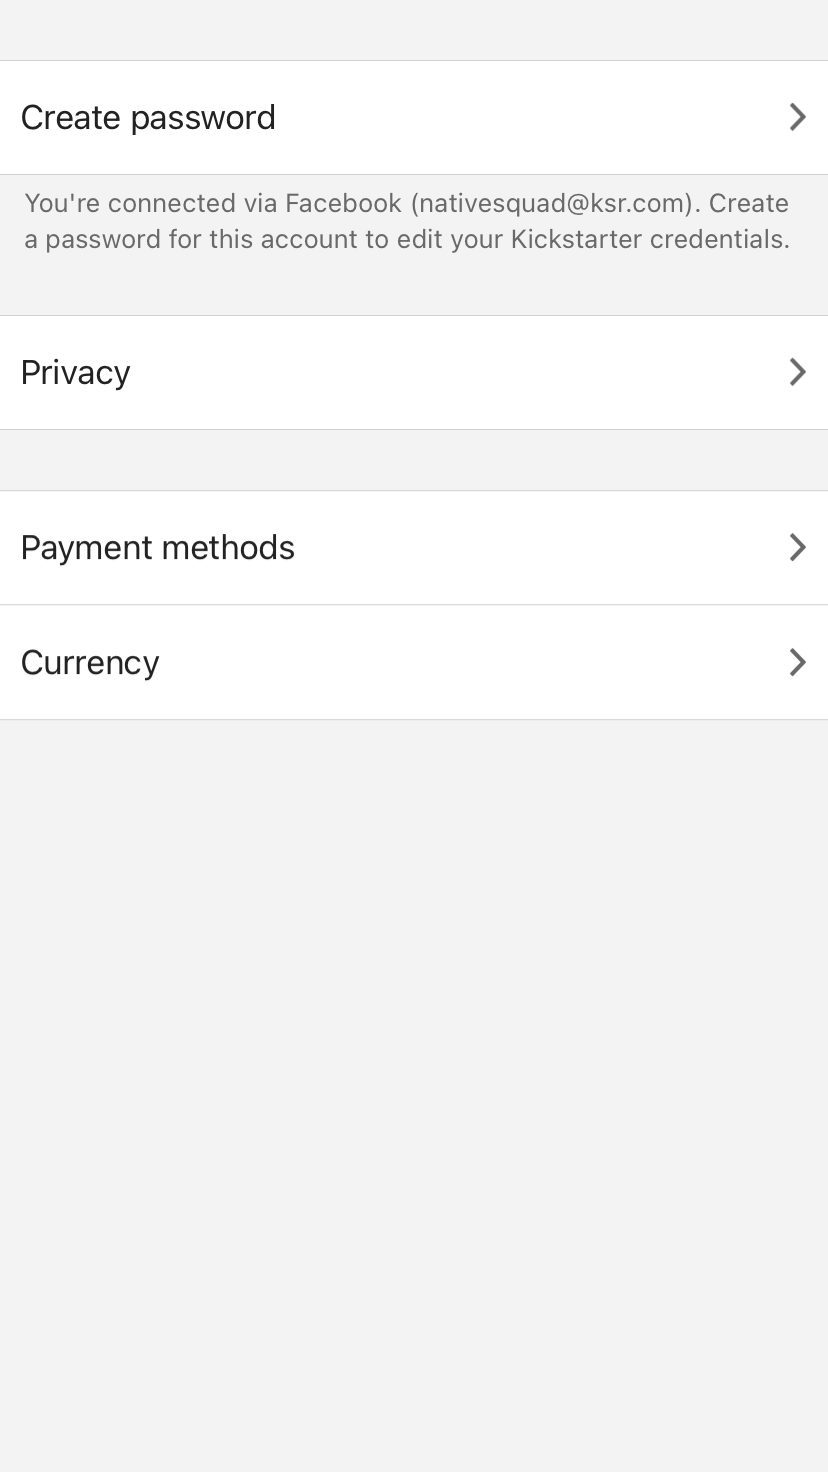 Create password
You're connected via Facebook (nativesquad@ksr.com). Create
a password for this account to edit your Kickstarter credentials.
Privacy
Payment methods
Currency